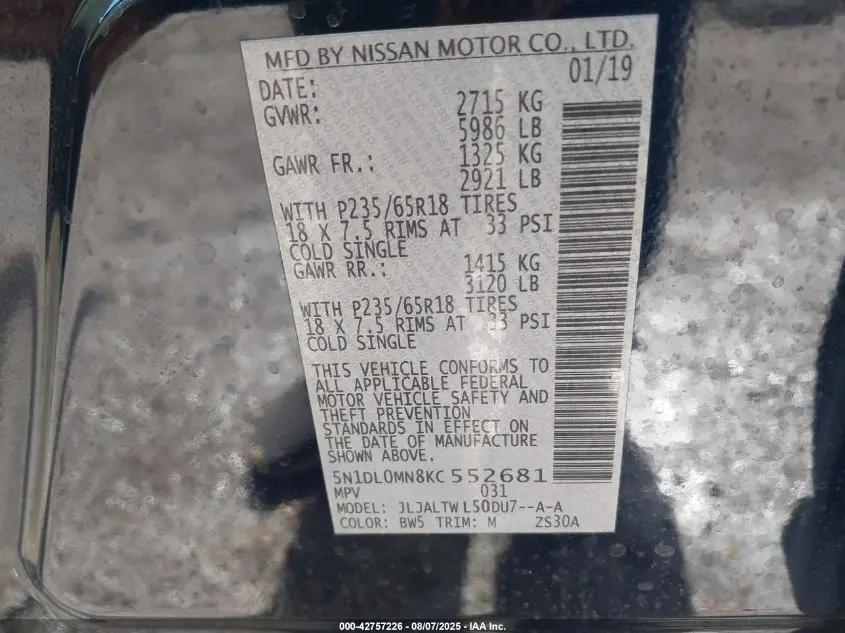 MFD BY NISSAN MOTOR CO., LTD.
DATE: 01/19
GVWR: 2715 KG
5986 LB
GAWR FR.: 1325 KG
2921 LB
WITH P235/65R18 TIRES
18 X 7.5 RIMS AT 33 PSI
COLD SINGLE
GAWR RR.: 1415 KG
3120 LB
WITH P235/65R18 TIRES
18 X 7.5 RIMS AT 33 PSI
COLD SINGLE
THIS VEHICLE CONFORMS TO
ALL APPLICABLE FEDERAL
MOTOR VEHICLE SAFETY AND
THEFT PREVENTION
STANDARDS IN EFFECT ON
THE DATE OF MANUFACTURE
SHOWN ABOVE.
5N1DL0MN8KC552681
MPV 031
MODEL: JLJALTWL50DU7--A-A
COLOR: BW5 TRIM: M ZS30A
000-42757226 - 08/07/2025 - IAA Inc.